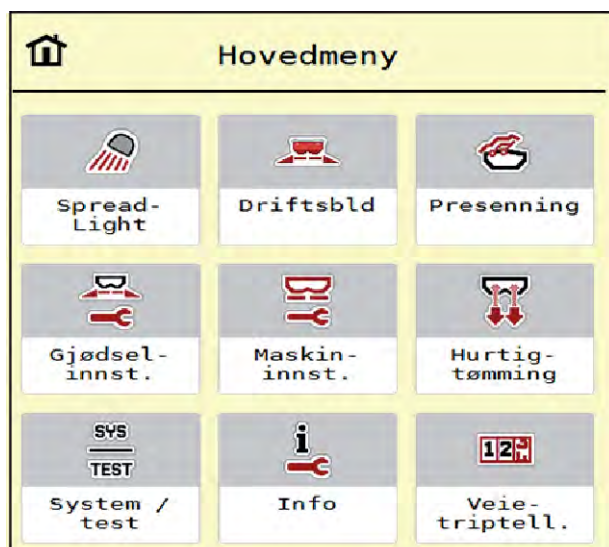 Hovedmeny
Spread-
Light
Driftsbld
Presenning
Gjødsel-
innst.
Maskin-
innst.
Hurtig-
tømming
SYS
TEST
System /
test
i
Info
12
Veie-
triptell.